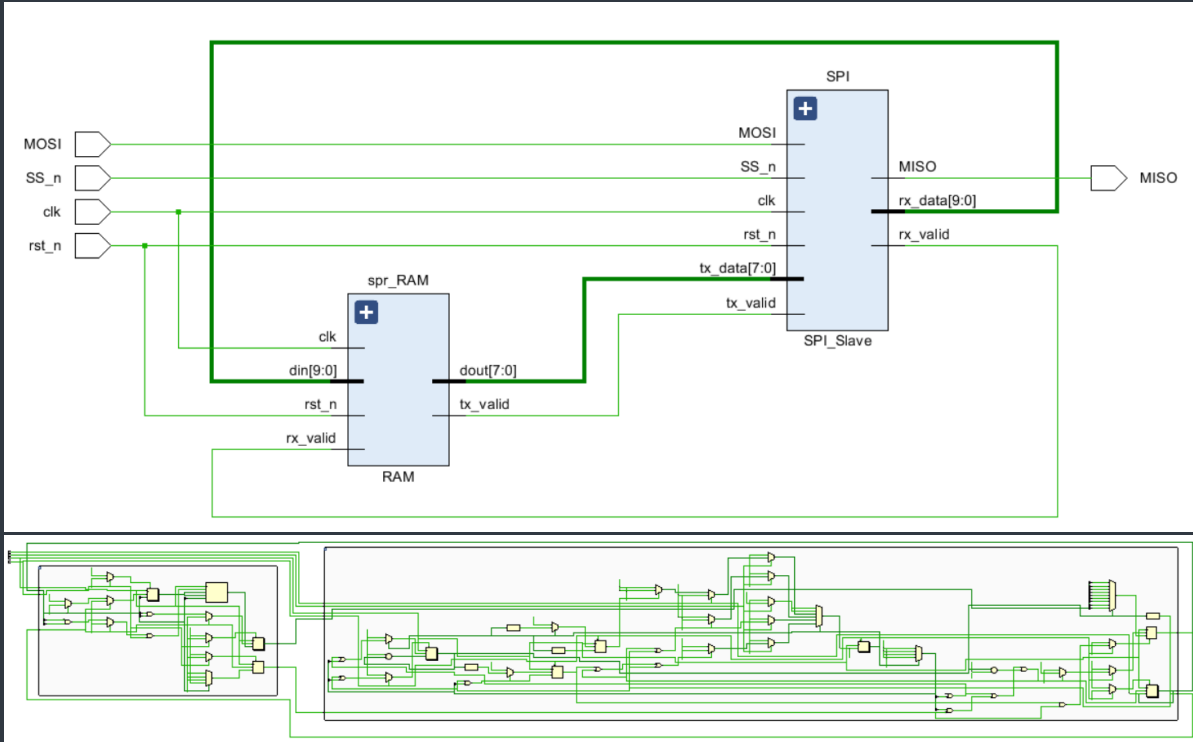 SPI
MOSI
SS_n
clk
rst_n
MOSI
SS_n
clk
rst_n
tx_data[7:0]
tx_valid
MISO
rx_data[9:0]
rx_valid
MISO
SPI_Slave
spr_RAM
clk
din[9:0]
rst_n
rx_valid
dout[7:0]
tx_valid
RAM